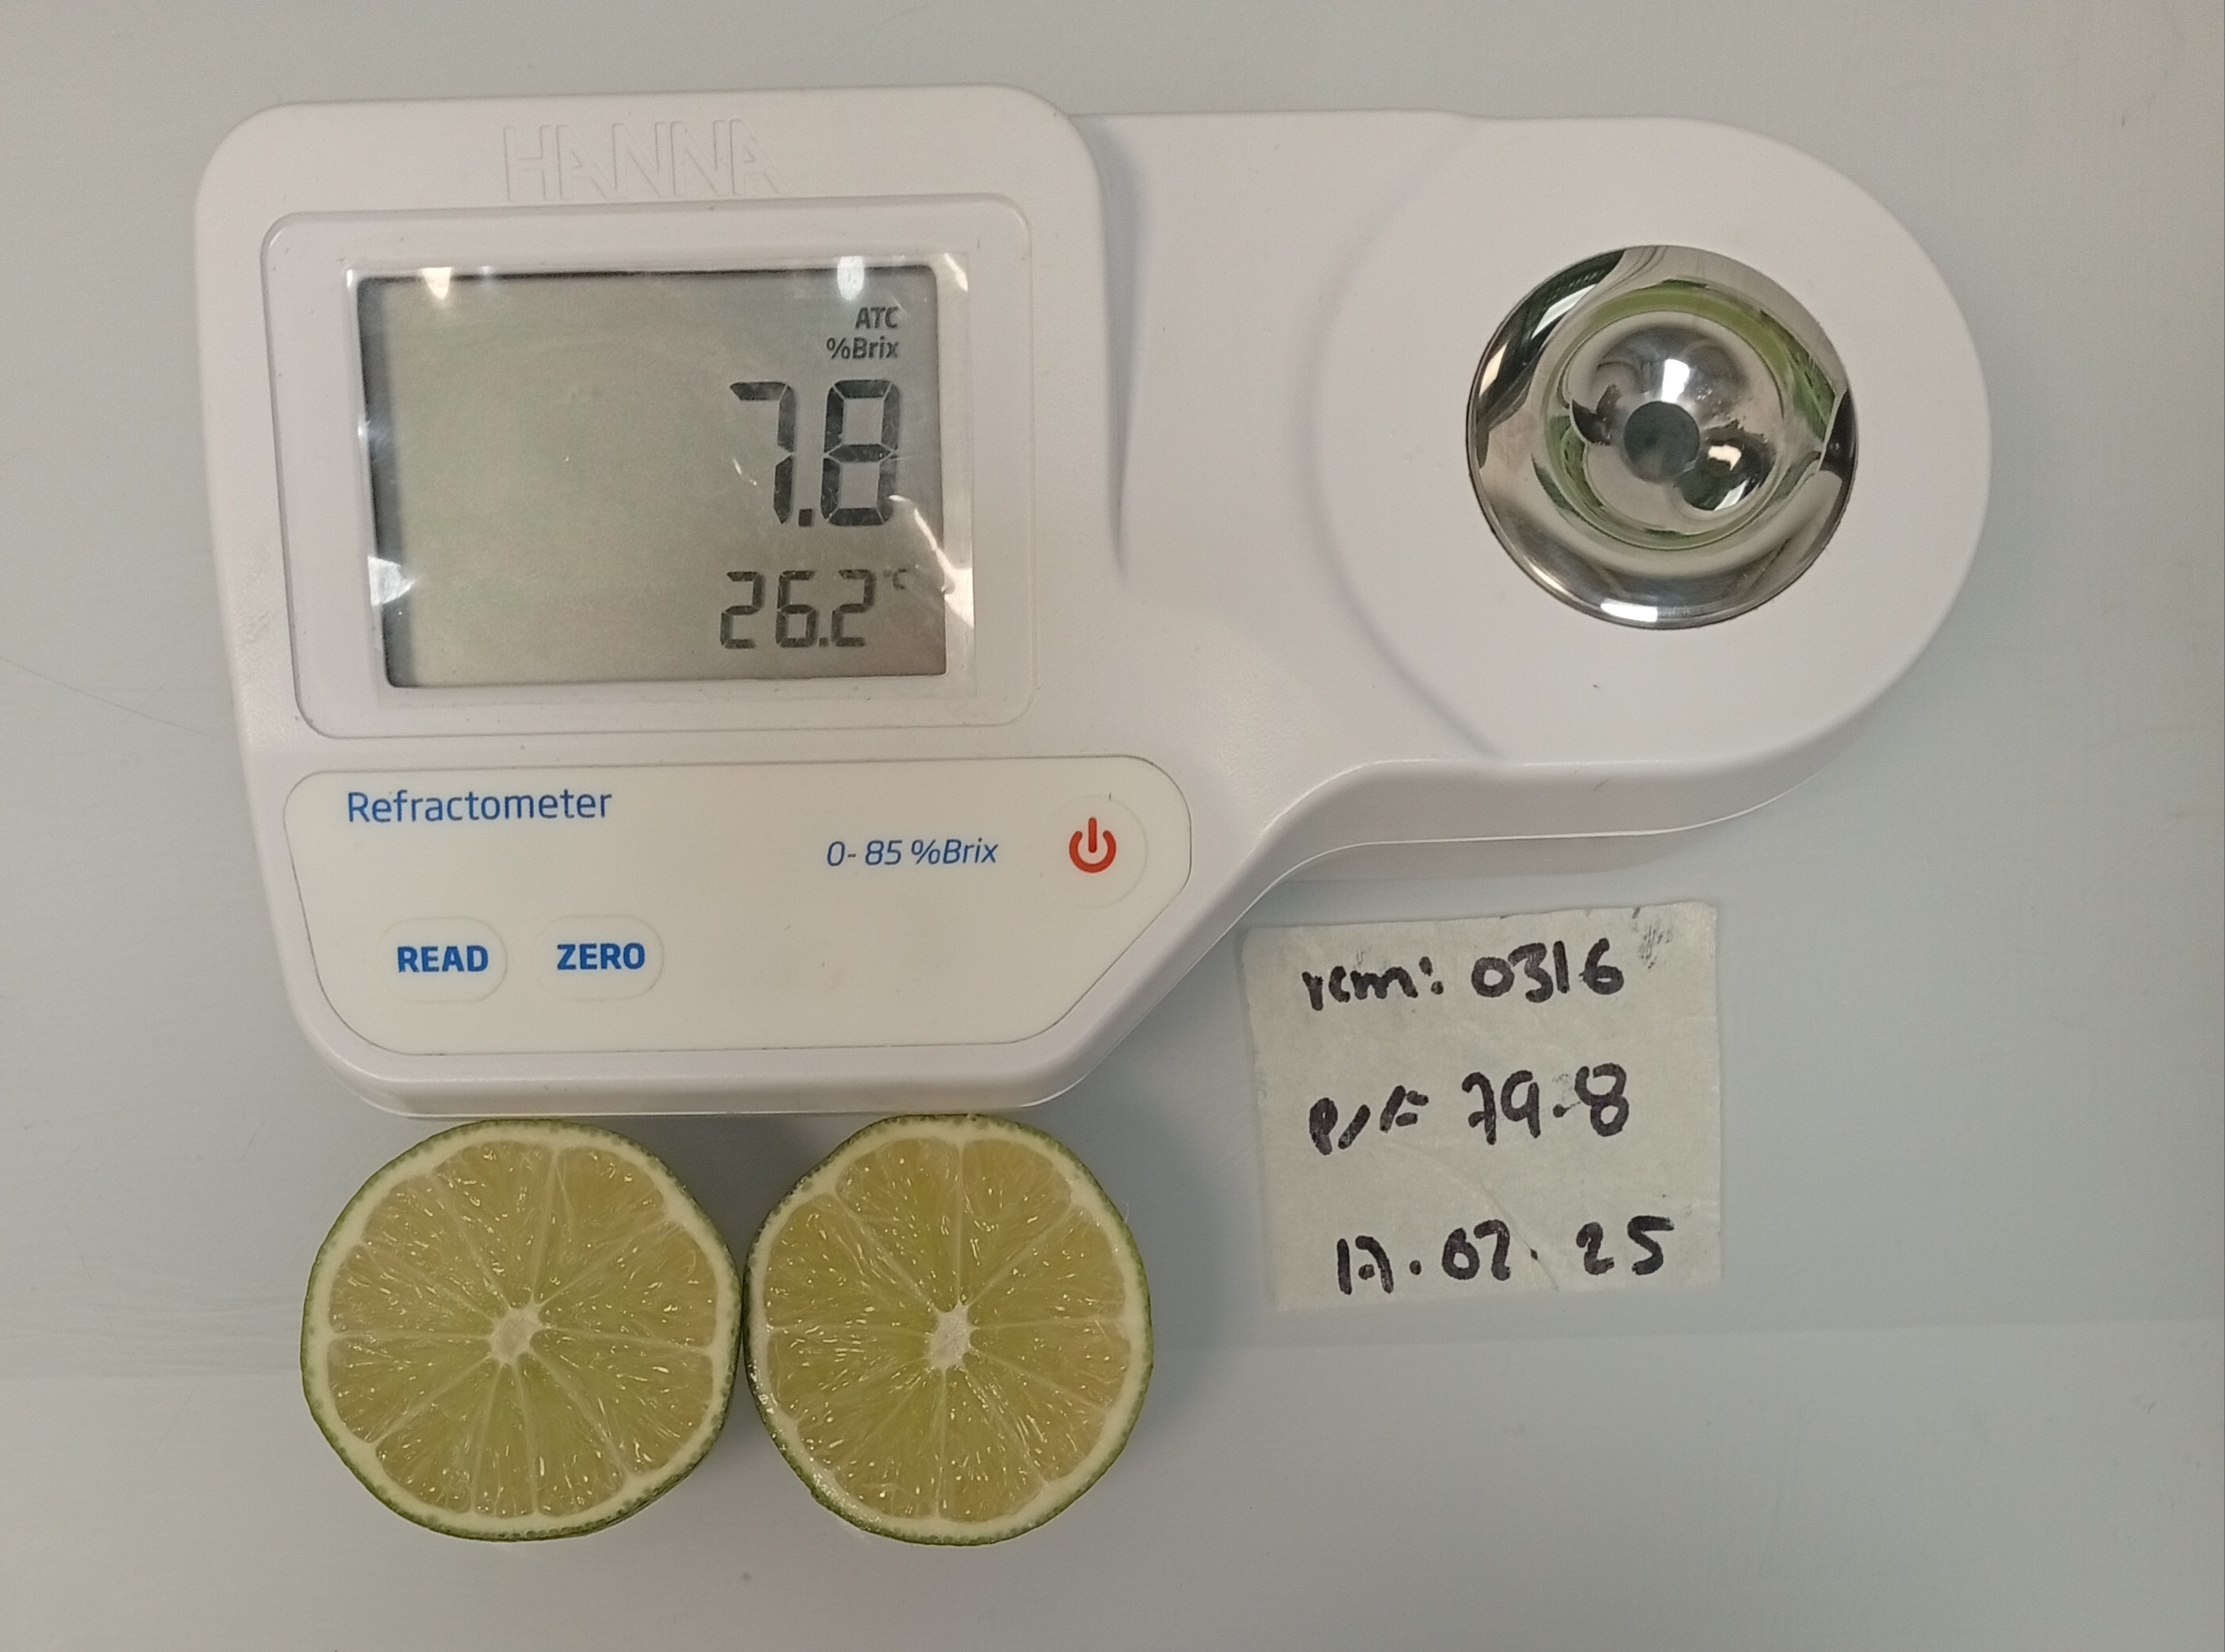 HANNA
ATC
%Brix
7.8
26.2°C
Refractometer
0-85 %Brix
READ
ZERO
rcm: 0316
79.8
17.02.25